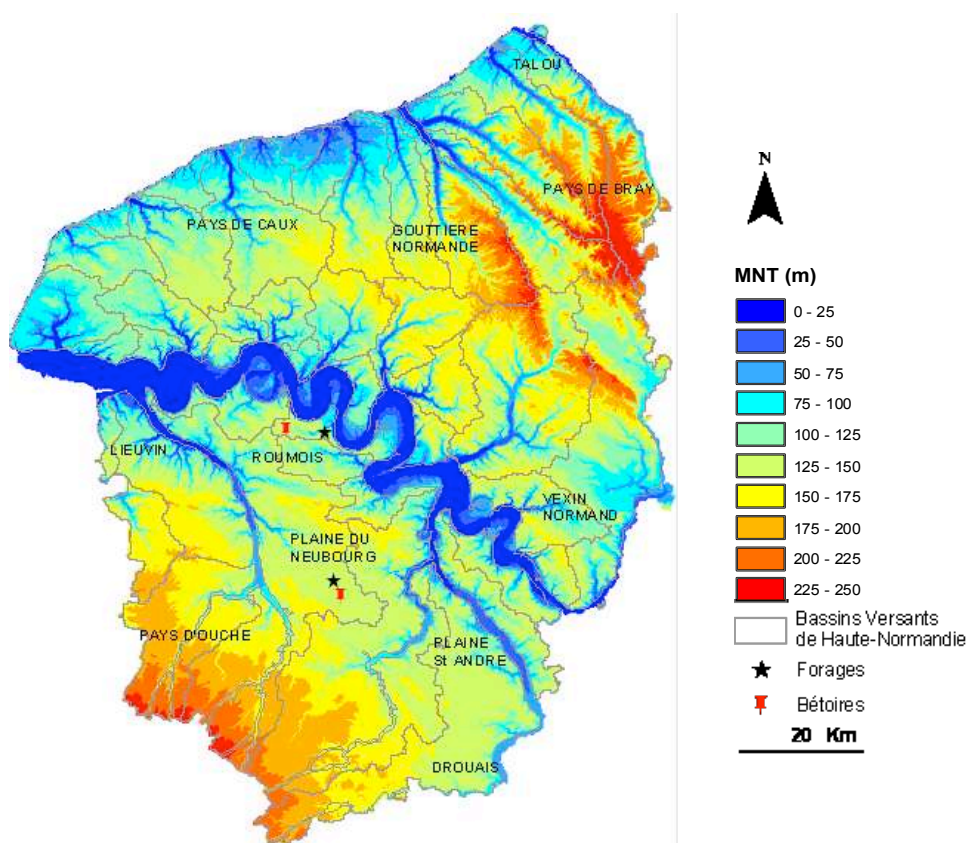 TALOU
PAYS DE BRAY
PAYS DE CAUX
GOUTTIERE
NORMANDE
LIEUVIN
ROUMOIS
VEXIN
NORMAND
PLAINE DU
NEUBOURG
PAYS D'OUCHE
PLAINE
St ANDRE
DROUAIS
N
MNT (m)
0 - 25
25 - 50
50 - 75
75 - 100
100 - 125
125 - 150
150 - 175
175 - 200
200 - 225
225 - 250
Bassins Versants
de Haute-Normandie
Forages
Bétoires
20 Km